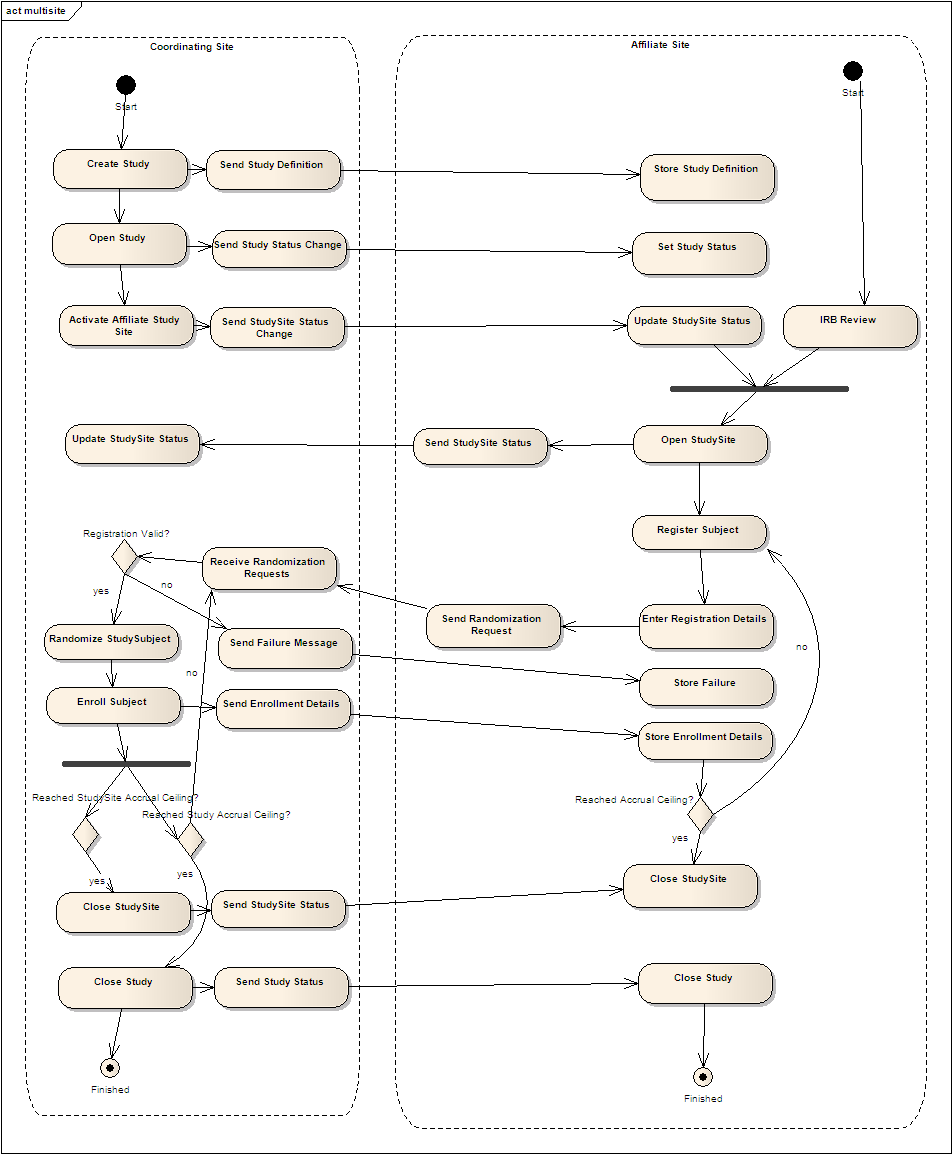 act multisite
Coordinating Site
Affiliate Site
Start
Start
Create Study
Send Study Definition
Store Study Definition
Open Study
Send Study Status Change
Set Study Status
Activate Affiliate Study
Site
Send StudySite Status
Change
Update StudySite Status
IRB Review
Update StudySite Status
Send StudySite Status
Open StudySite
Registration Valid?
Register Subject
Receive Randomization
Requests
yes
no
Randomize StudySubject
Send Failure Message
Send Randomization
Request
Enter Registration Details
no
no
Store Failure
Enroll Subject
Send Enrollment Details
Store Enrollment Details
Reached StudySite Accrual Ceiling?
Reached Study Accrual Ceiling?
Reached Accrual Ceiling?
yes
yes
yes
Close StudySite
Send StudySite Status
Close StudySite
Close Study
Send Study Status
Close Study
Finished
Finished